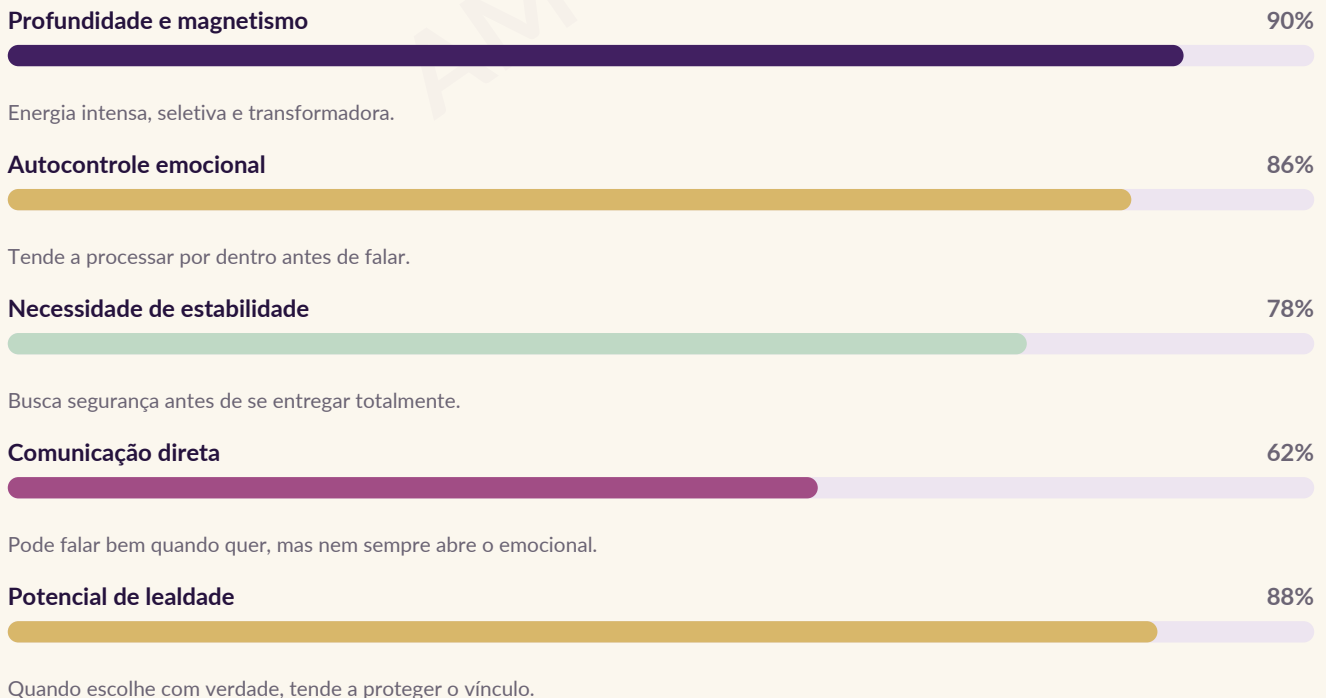 Profundidade e magnetismo 90%
Energia intensa, seletiva e transformadora.
Autocontrole emocional 86%
Tende a processar por dentro antes de falar.
Necessidade de estabilidade 78%
Busca segurança antes de se entregar totalmente.
Comunicação direta 62%
Pode falar bem quando quer, mas nem sempre abre o emocional.
Potencial de lealdade 88%
Quando escolhe com verdade, tende a proteger o vínculo.